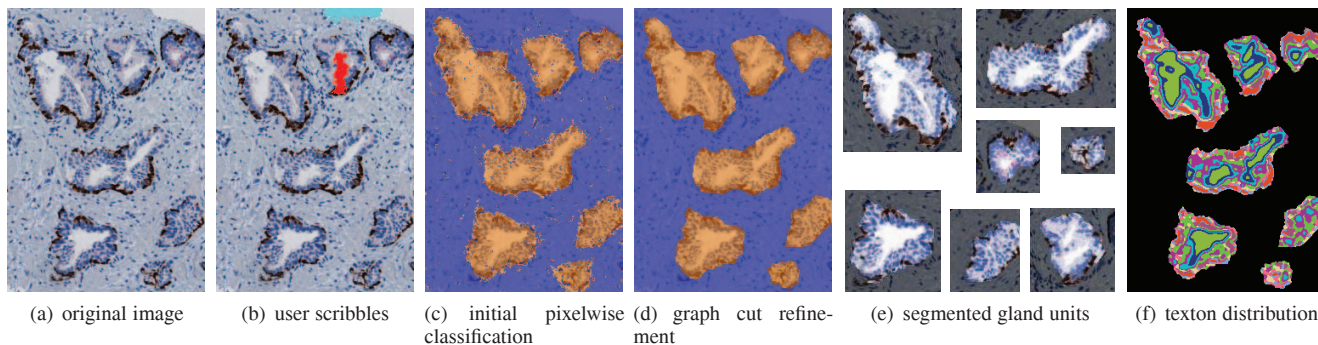 (a) original image
(b) user scribbles
(c) initial pixelwise
classification
(d) graph cut refine-
ment
(e) segmented gland units
(f) texton distribution